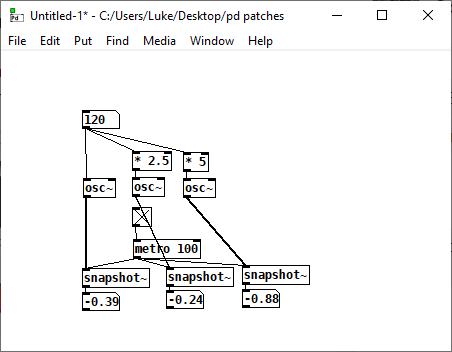 Pd Untitled-1* - C:/Users/Luke/Desktop/pd patches
File Edit Put Find Media Window Help
120
* 2.5
* 5
osc~
osc~
osc~
metro 100
snapshot~
snapshot~
snapshot~
-0.39
-0.24
-0.88